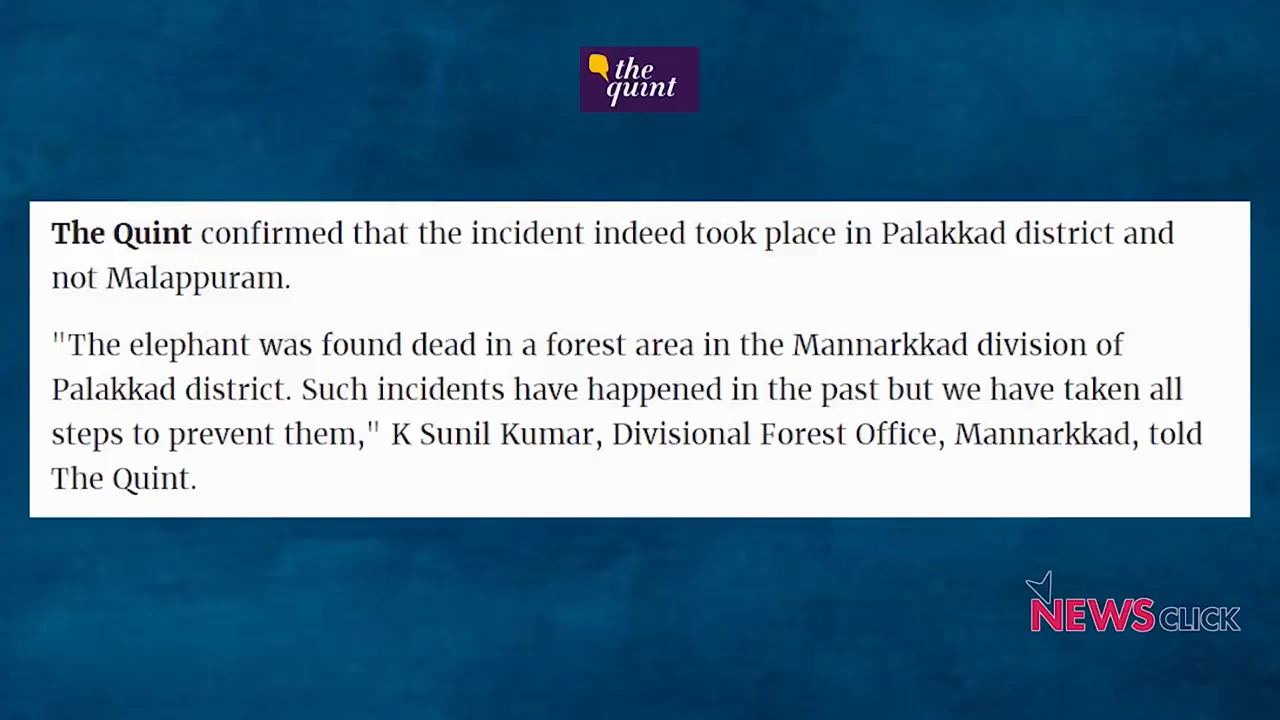 the
quint
The Quint confirmed that the incident indeed took place in Palakkad district and
not Malappuram.
"The elephant was found dead in a forest area in the Mannarkkad division of
Palakkad district. Such incidents have happened in the past but we have taken all
steps to prevent them," K Sunil Kumar, Divisional Forest Office, Mannarkkad, told
The Quint.
NEWSCLICK